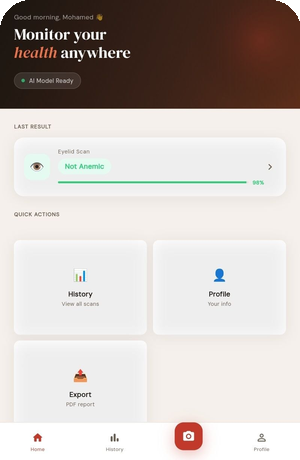 Good morning, Mohamed 👋
Monitor your
health anywhere
AI Model Ready
LAST RESULT
Eyelid Scan
Not Anemic
98%
QUICK ACTIONS
History
View all scans
Profile
Your info
Export
PDF report
Home
History
Profile